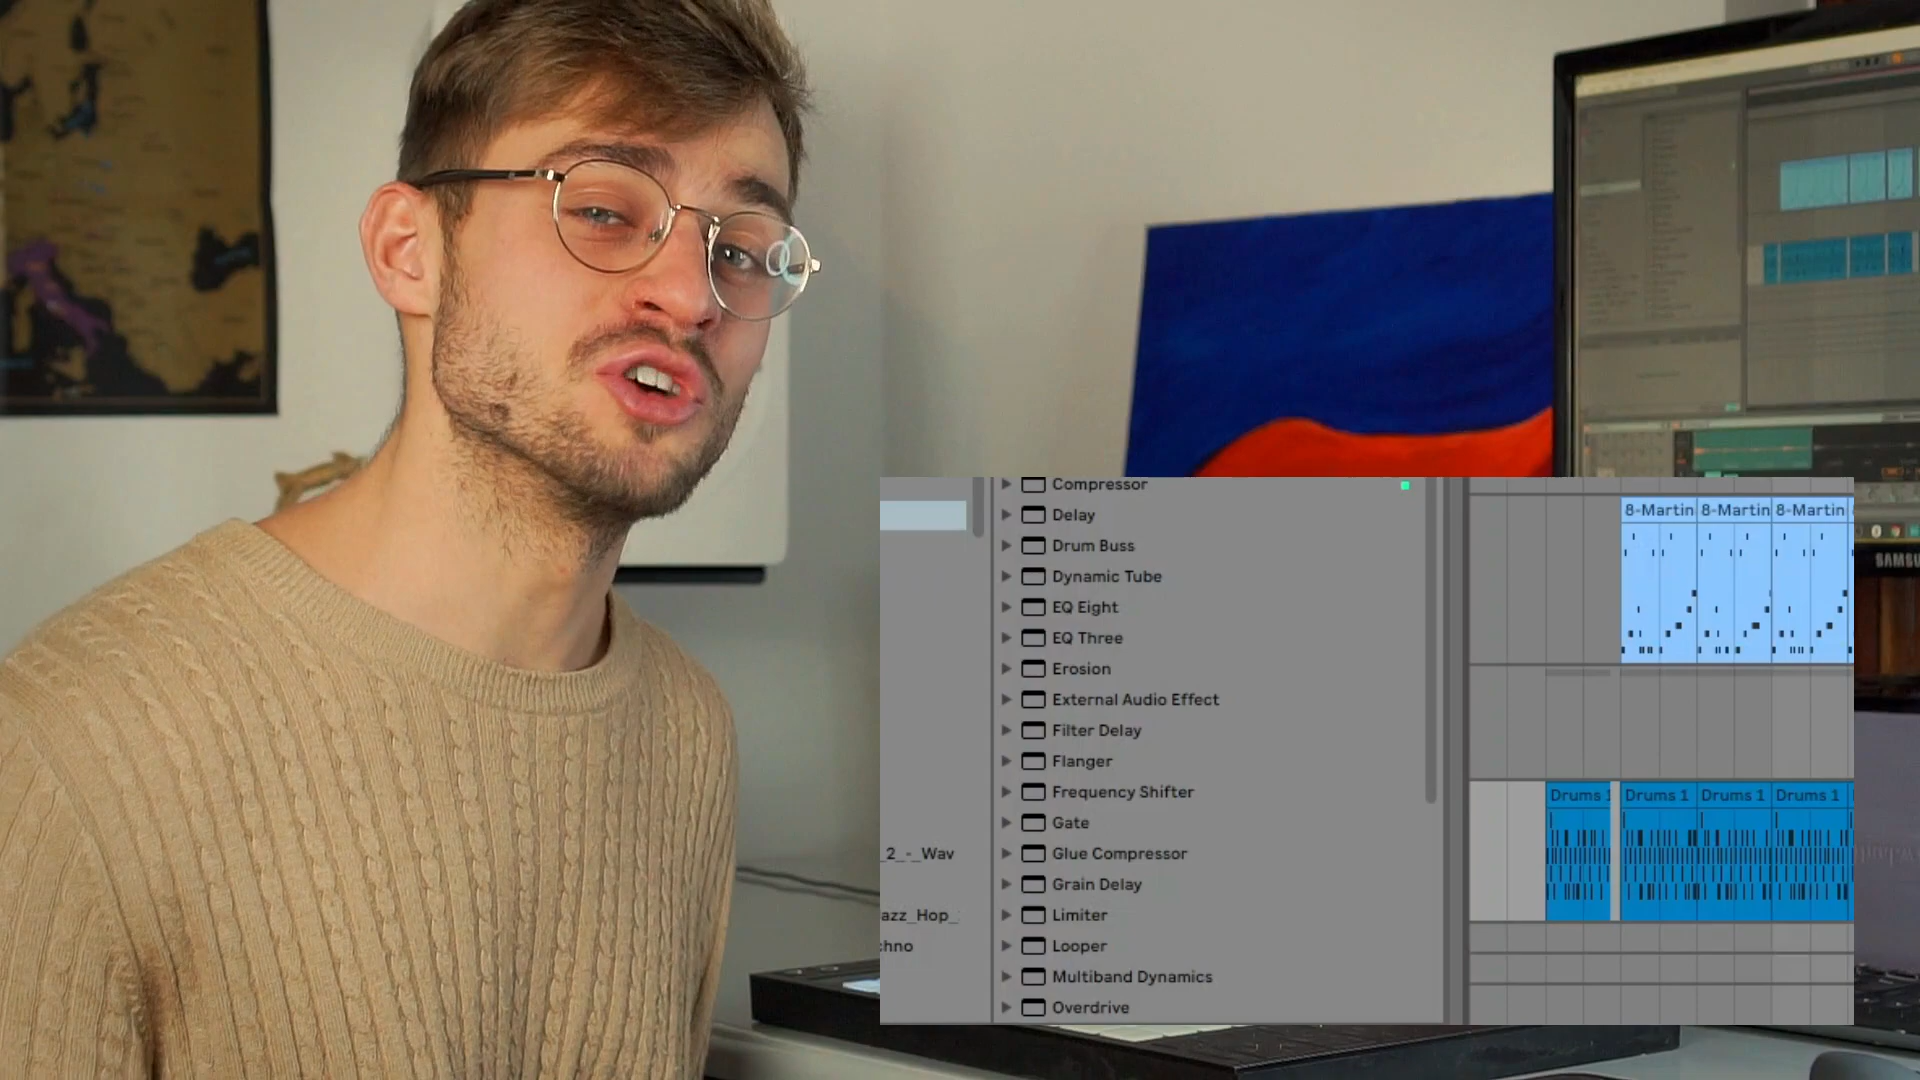 SAMSU
Compressor
Delay
Drum Buss
Dynamic Tube
EQ Eight
EQ Three
Erosion
External Audio Effect
Filter Delay
Flanger
Frequency Shifter
Gate
Glue Compressor
Grain Delay
Limiter
Looper
Multiband Dynamics
Overdrive
_2_-_Wav
azz_Hop_
hno
8-Martin 8-Martin 8-Martin
Drums 1 Drums 1 Drums 1 Drums 1